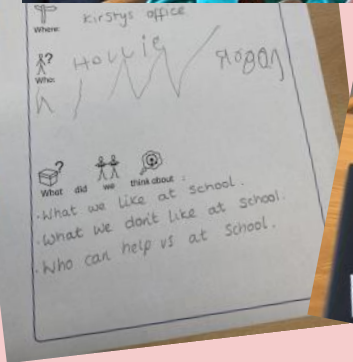 Where: Kirstys office
Who: HOLLIE
What did we think about:
·What we like at school.
·What we don't like at school.
·Who can help us at school.